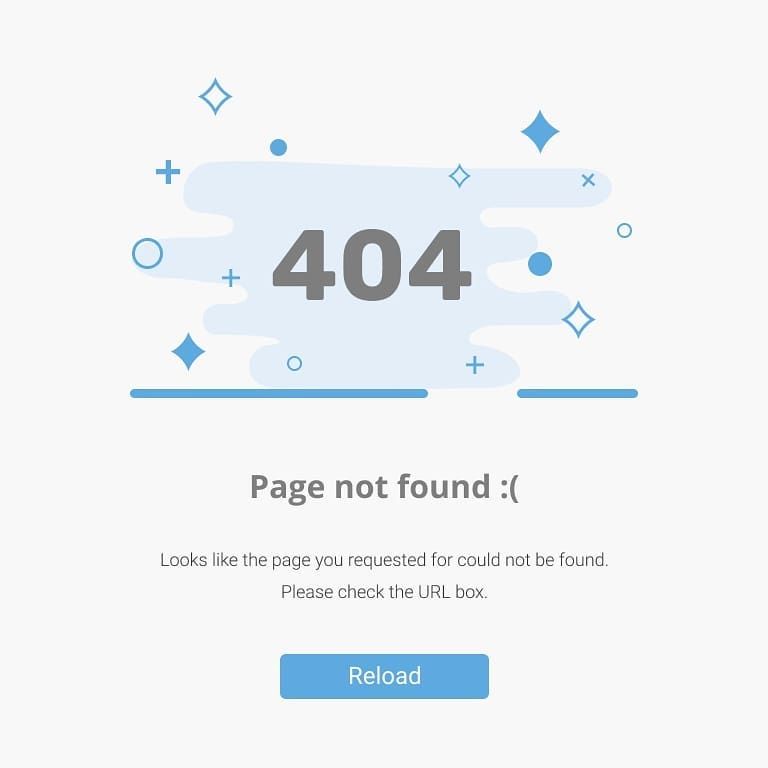 404
Page not found :(
Looks like the page you requested for could not be found.
Please check the URL box.
Reload